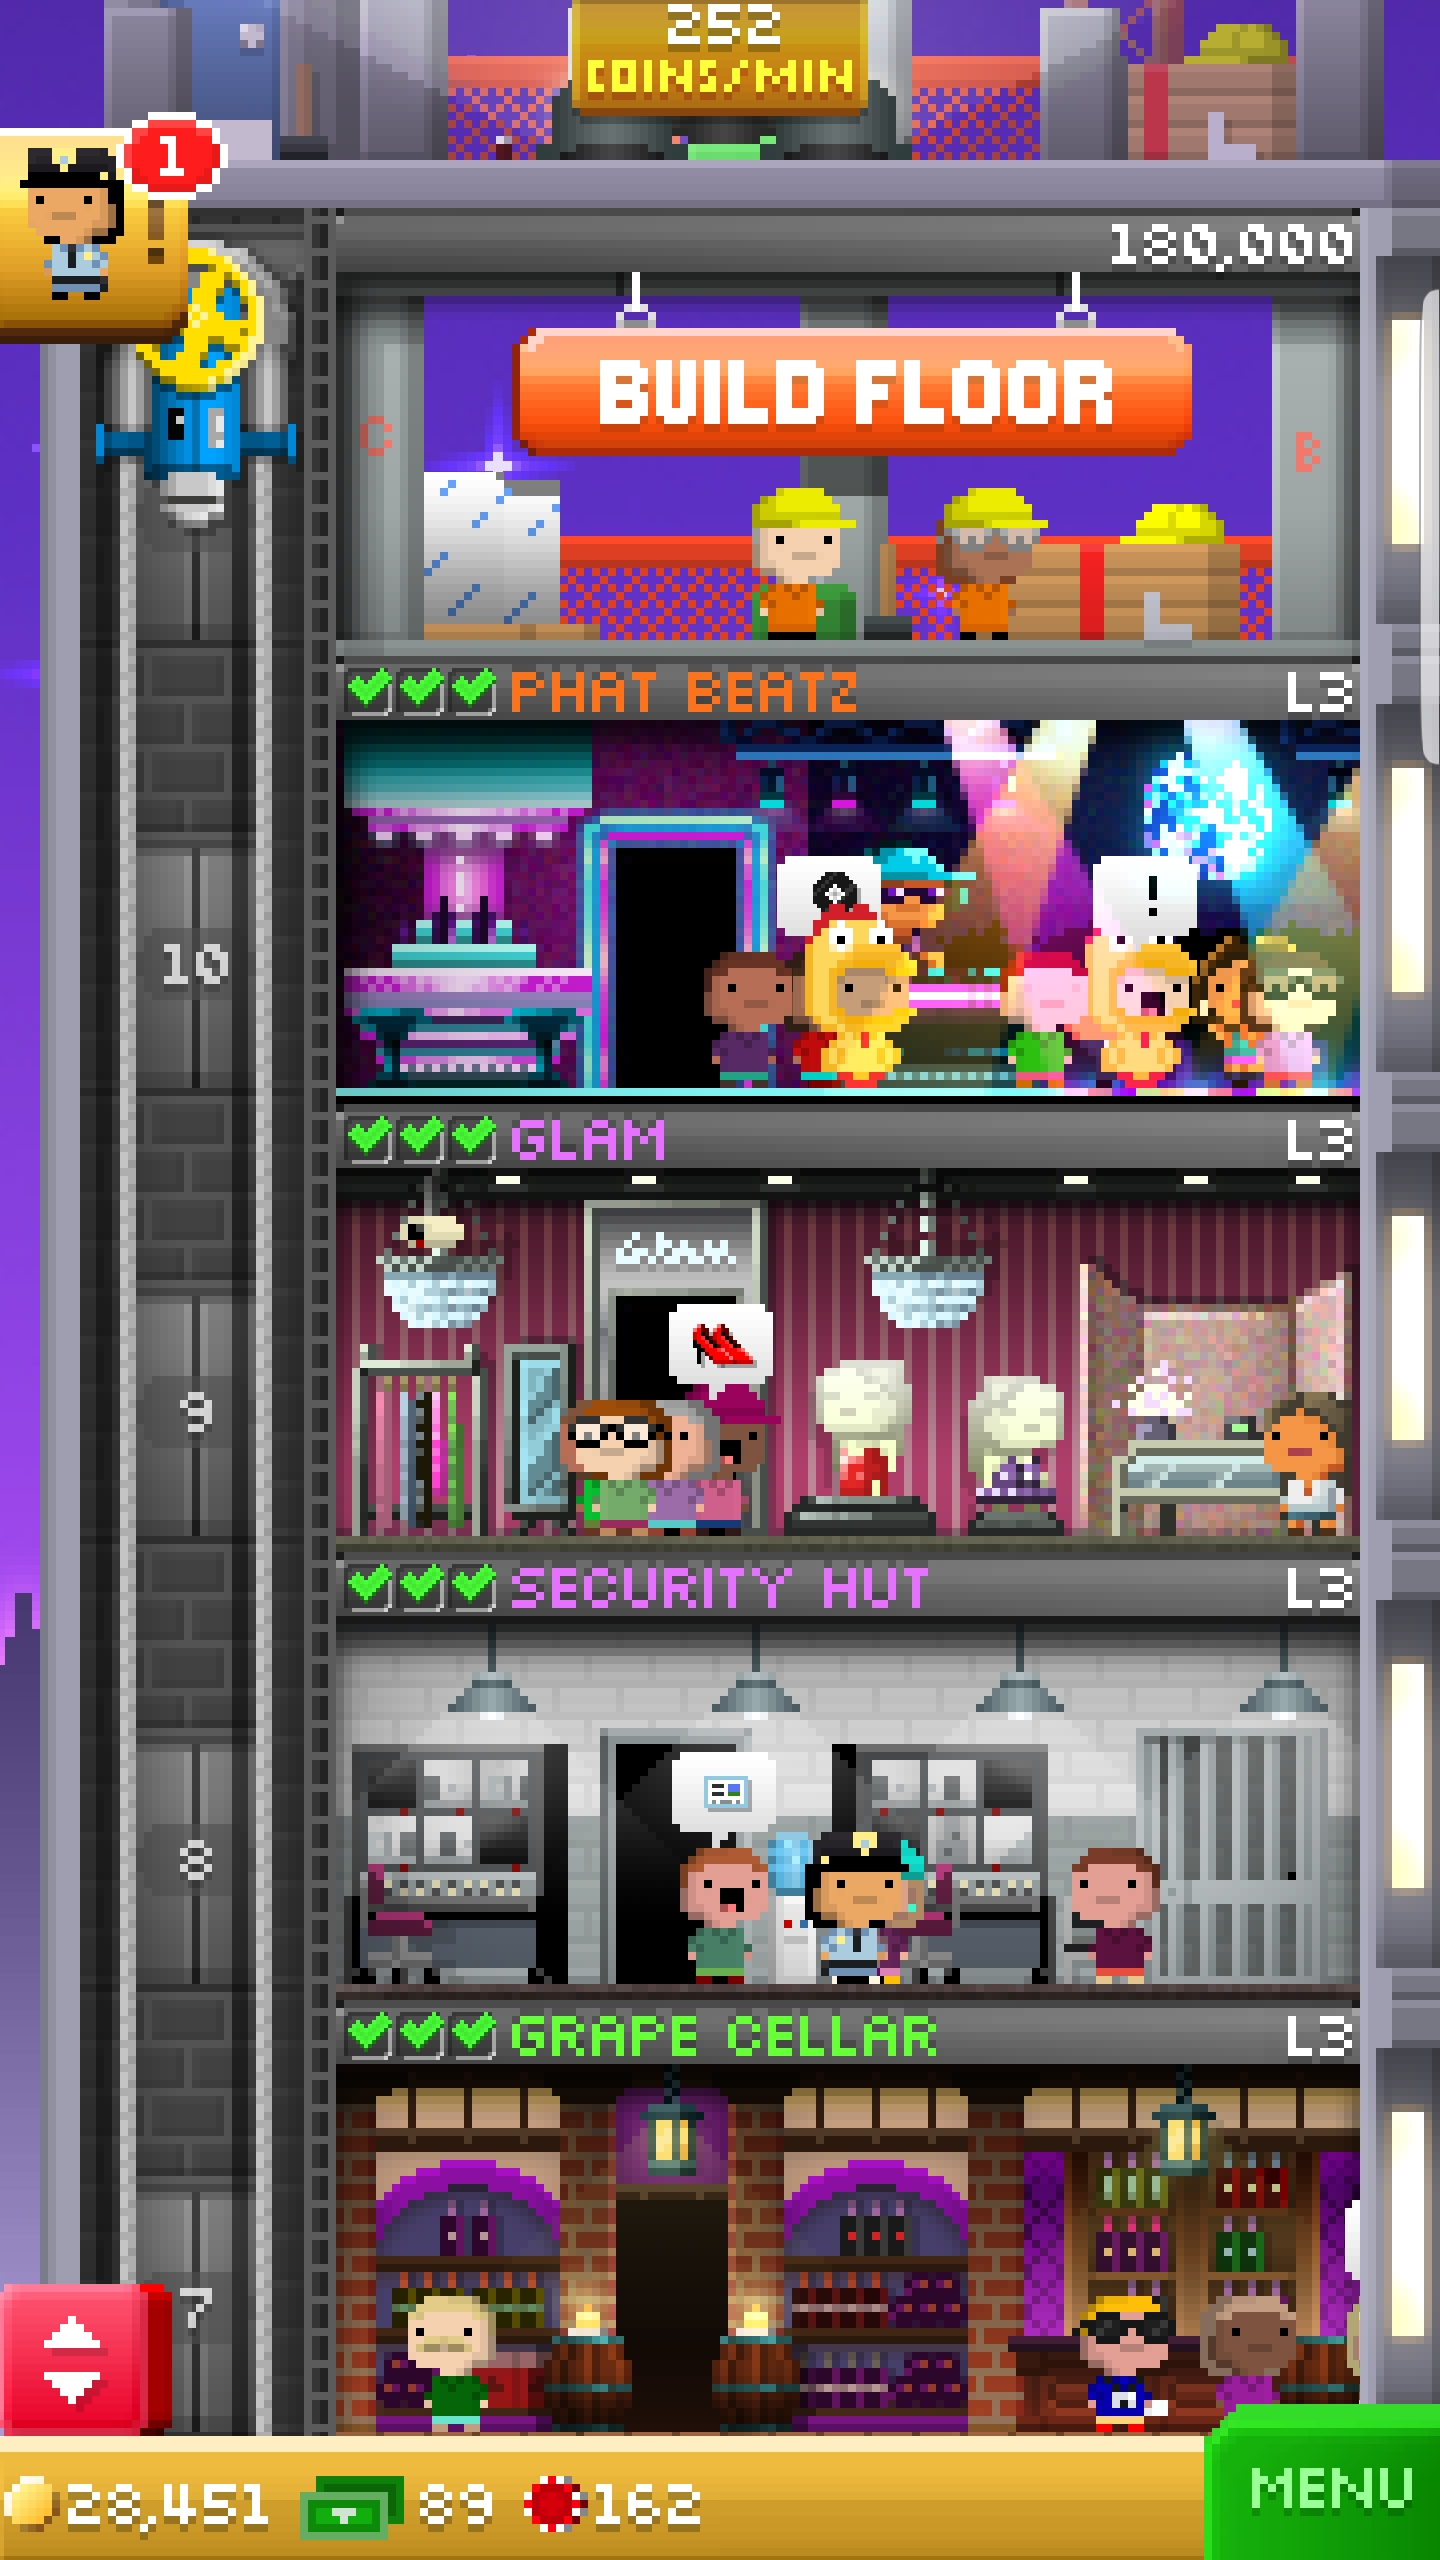 252
COINS/MIN
1
180,000
C
BUILD FLOOR
B
PHAT BEATZ L3
!
10
GLAM L3
Glam
9
SECURITY HUT L3
8
GRAPE CELLAR L3
7
28,451 89 162
MENU